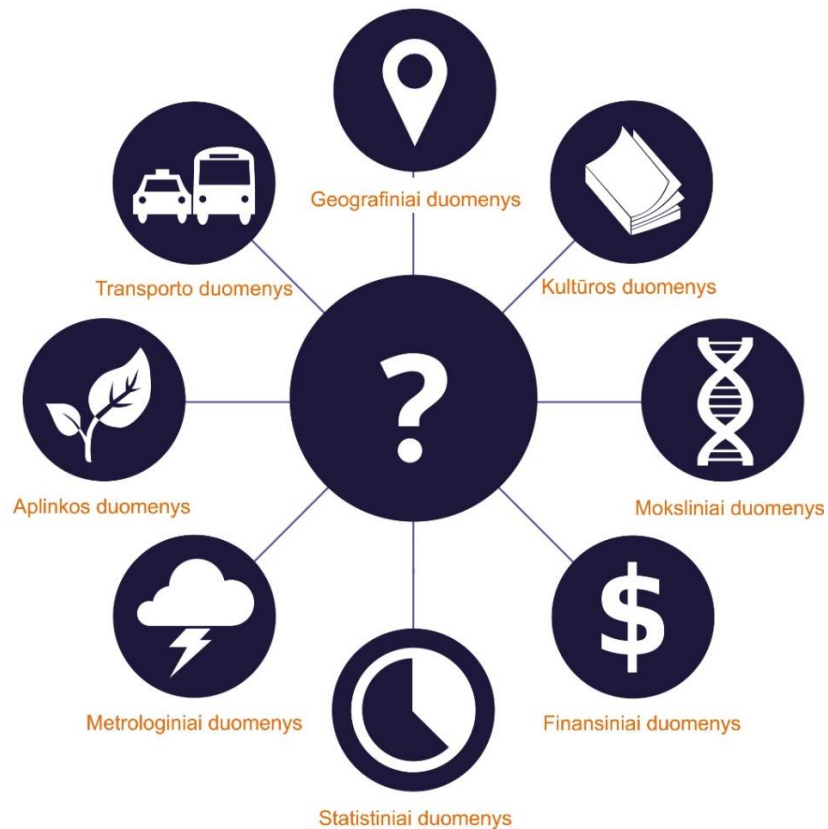 Geografiniai duomenys
Transporto duomenys
Kultūros duomenys
?
Aplinkos duomenys
Moksliniai duomenys
$
Metrologiniai duomenys
Finansiniai duomenys
Statistiniai duomenys